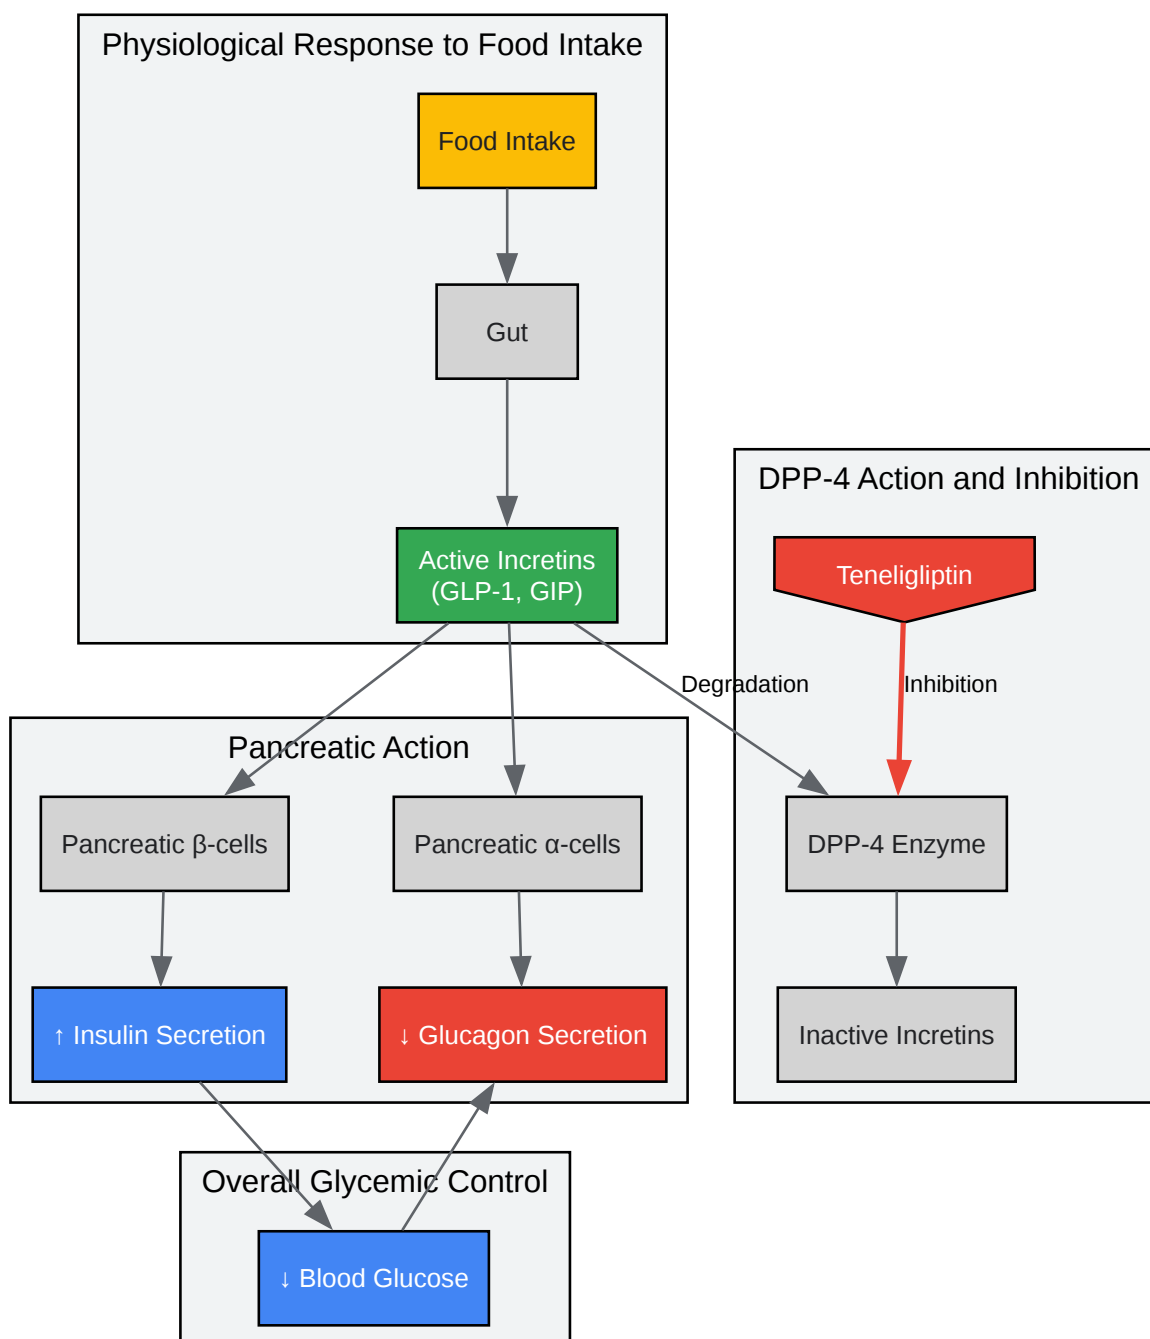 Physiological Response to Food Intake
Food Intake
Gut
Active Incretins
(GLP-1, GIP)
DPP-4 Action and Inhibition
Teneligliptin
Degradation
Inhibition
Pancreatic Action
Pancreatic β-cells
Pancreatic α-cells
DPP-4 Enzyme
↑ Insulin Secretion
↓ Glucagon Secretion
Inactive Incretins
Overall Glycemic Control
↓ Blood Glucose